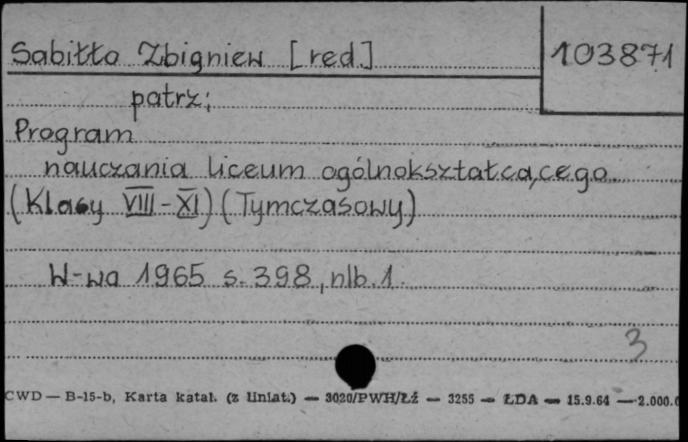 Sabiłło Zbigniew [red.]
103871
patrz:
Program
nauczania liceum ogólnokształcącego
(Klasy VIII-XI) (Tymczasowy)
W-wa 1965 s. 398, nlb. 1.
3
CWD — B-15-b, Karta katal. (z liniat.) — 3020/PWH/Łź — 3255 — ŁDA — 15.9.64 — 2.000.0